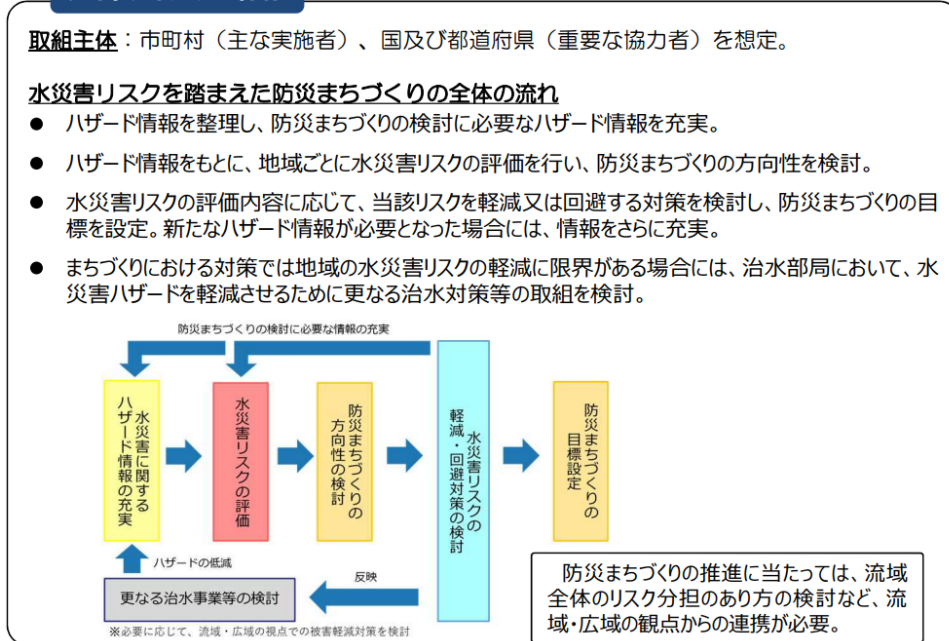 取組主体：市町村（主な実施者）、国及び都道府県（重要な協力者）を想定。
水災害リスクを踏まえた防災まちづくりの全体の流れ
● ハザード情報を整理し、防災まちづくりの検討に必要なハザード情報を充実。
● ハザード情報をもとに、地域ごとに水災害リスクの評価を行い、防災まちづくりの方向性を検討。
● 水災害リスクの評価内容に応じて、当該リスクを軽減又は回避する対策を検討し、防災まちづくりの目
標を設定。新たなハザード情報が必要となった場合には、情報をさらに充実。
● まちづくりにおける対策では地域の水災害リスクの軽減に限界がある場合には、治水部局において、水
災害ハザードを軽減させるために更なる治水対策等の取組を検討。
防災まちづくりの検討に必要な情報の充実
水災害に関する
ハザード情報の充実
水災害リスクの評価
防災まちづくりの
方向性の検討
水災害リスクの
軽減・回避対策の検討
防災まちづくりの
目標設定
ハザードの低減
更なる治水事業等の検討
反映
※必要に応じて、流域・広域の視点での被害軽減対策を検討
防災まちづくりの推進に当たっては、流域
全体のリスク分担のあり方の検討など、流
域・広域の観点からの連携が必要。